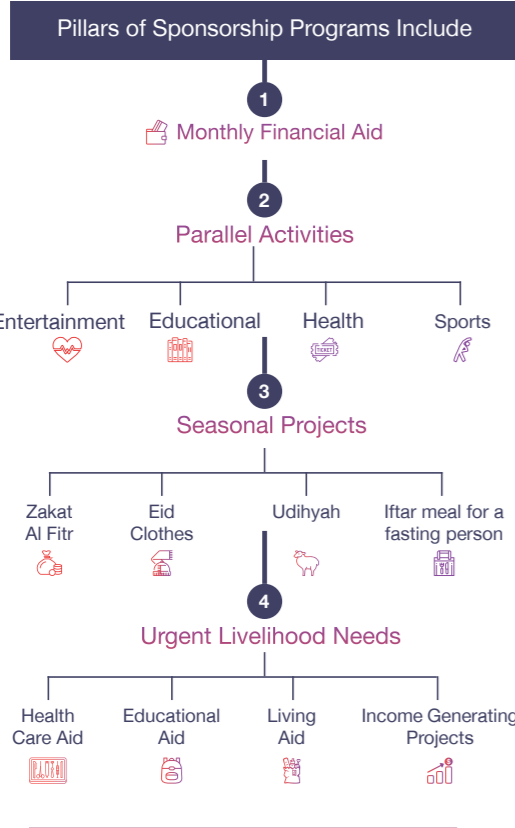 Pillars of Sponsorship Programs Include
1
Monthly Financial Aid
2
Parallel Activities
Entertainment
Educational
Health
Sports
TICKET
3
Seasonal Projects
Zakat
Al Fitr
Eid
Clothes
Udihyah
Iftar meal for a
fasting person
4
Urgent Livelihood Needs
Health
Care Aid
Educational
Aid
Living
Aid
Income Generating
Projects